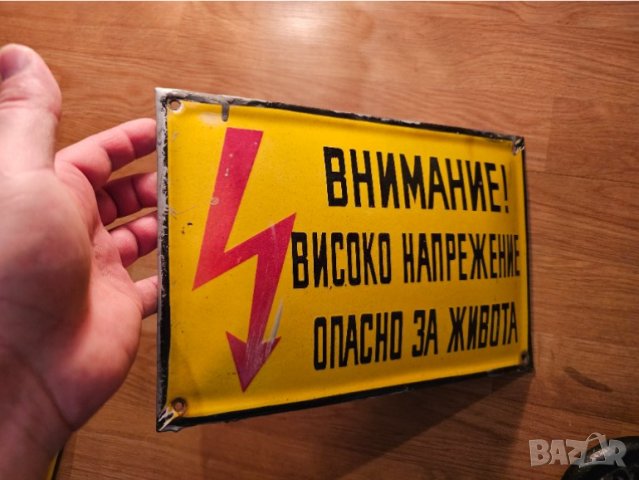 ВНИМАНИЕ!
ВИСОКО НАПРЕЖЕНИЕ
ОПАСНО ЗА ЖИВОТА
BAZAR